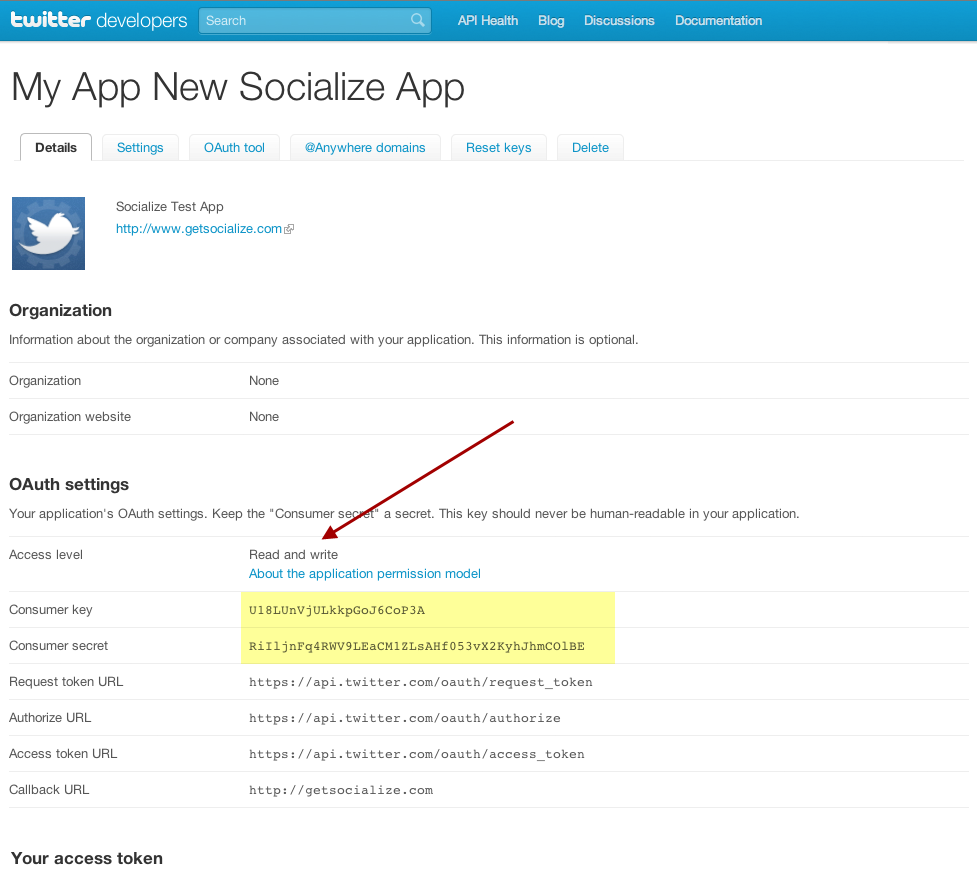 twitter developers Search API Health Blog Discussions Documentation
My App New Socialize App
Details Settings OAuth tool @Anywhere domains Reset keys Delete
Socialize Test App
http://www.getsocialize.com
Organization
Information about the organization or company associated with your application. This information is optional.
Organization None
Organization website None
OAuth settings
Your application's OAuth settings. Keep the "Consumer secret" a secret. This key should never be human-readable in your application.
Access level Read and write
About the application permission model
Consumer key U18LUnVjULkkpGoJ6CoP3A
Consumer secret RiIljnFq4RWV9LEaCM1ZLsAHf053vX2KyhJhmCOlBE
Request token URL https://api.twitter.com/oauth/request_token
Authorize URL https://api.twitter.com/oauth/authorize
Access token URL https://api.twitter.com/oauth/access_token
Callback URL http://getsocialize.com
Your access token